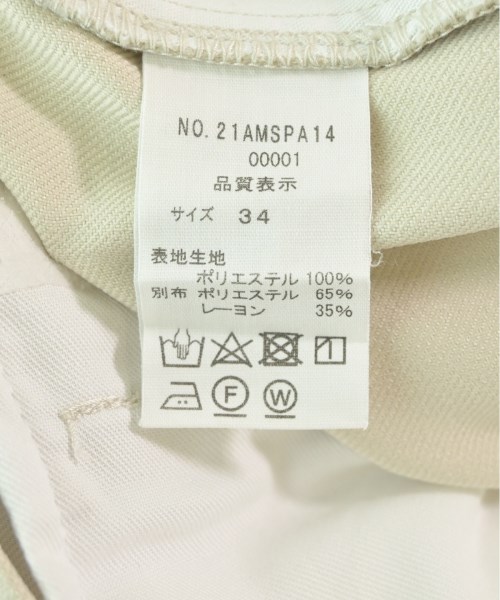 NO. 21AMSPA14
00001
品質表示
サイズ 34
表地生地
ポリエステル 100%
別布 ポリエステル 65%
レーヨン 35%
F W